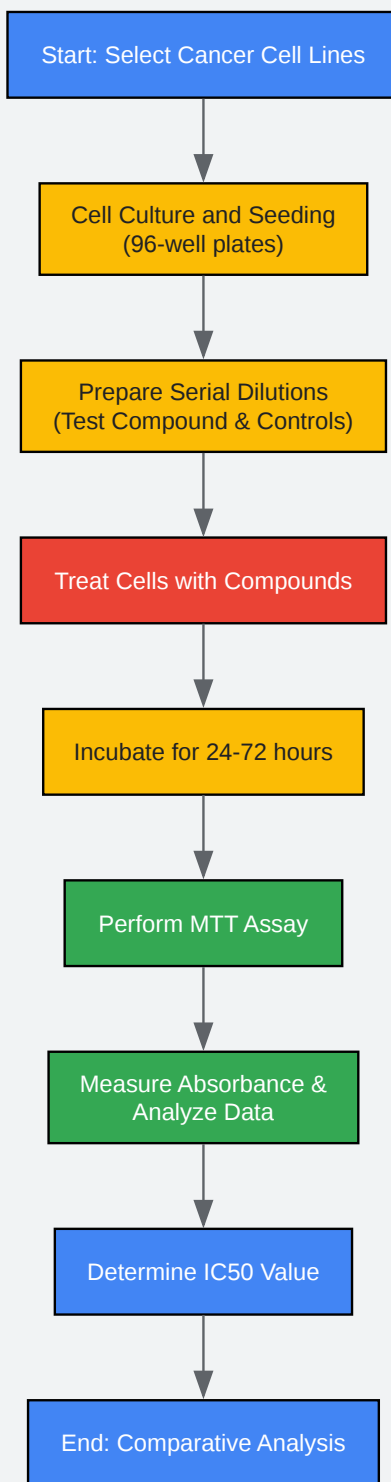 Start: Select Cancer Cell Lines
Cell Culture and Seeding
(96-well plates)
Prepare Serial Dilutions
(Test Compound & Controls)
Treat Cells with Compounds
Incubate for 24-72 hours
Perform MTT Assay
Measure Absorbance &
Analyze Data
Determine IC50 Value
End: Comparative Analysis